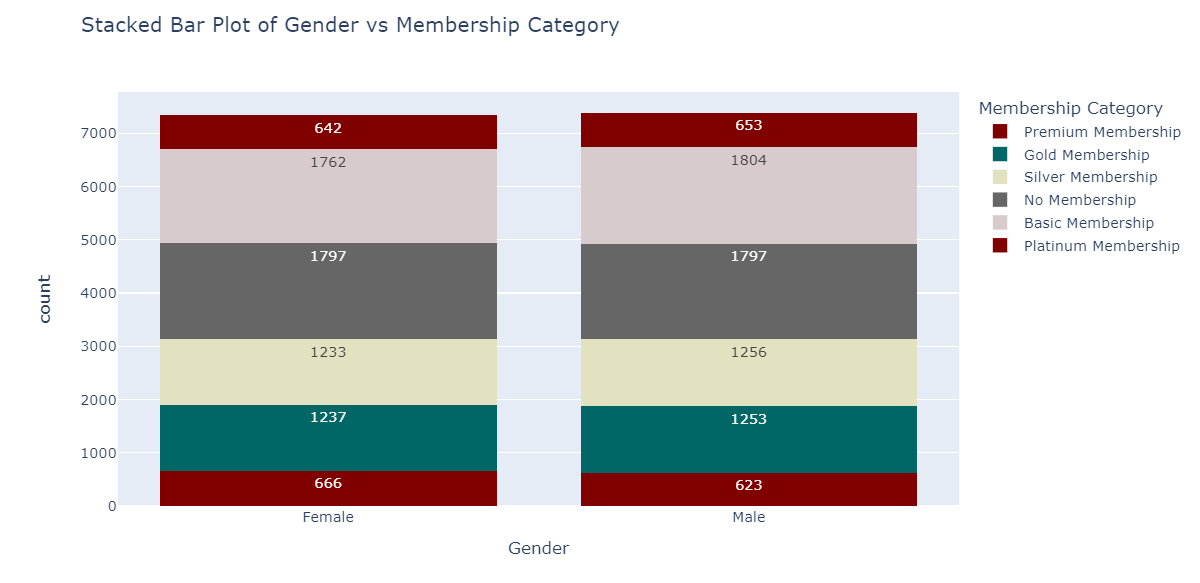 Stacked Bar Plot of Gender vs Membership Category
Membership Category
Premium Membership
Gold Membership
Silver Membership
No Membership
Basic Membership
Platinum Membership
count
7000
6000
5000
4000
3000
2000
1000
0
642
1762
1797
1233
1237
666
653
1804
1797
1256
1253
623
Female
Male
Gender